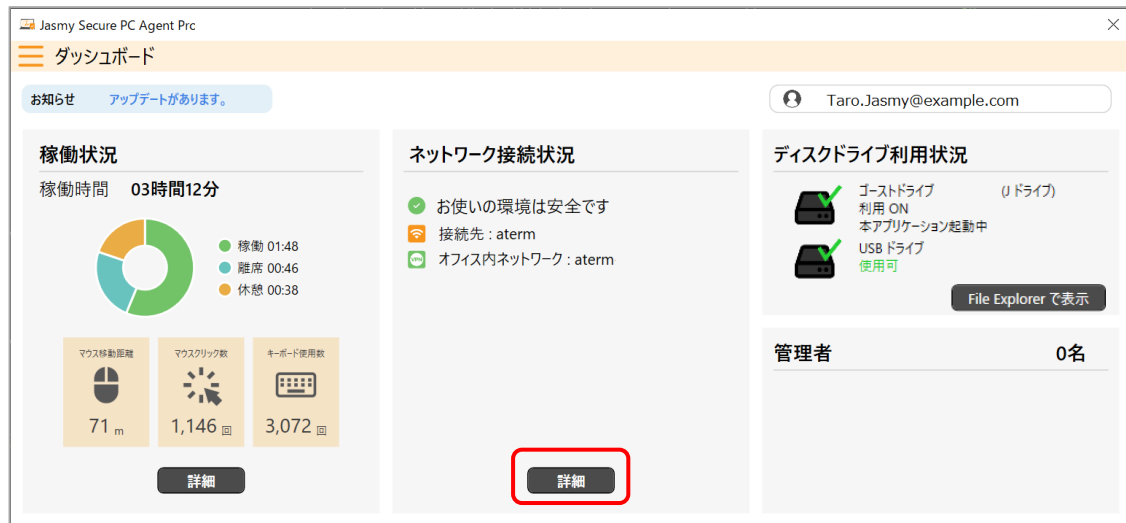 Jasmy Secure PC Agent Pro
ダッシュボード
お知らせ アップデートがあります。
Taro.Jasmy@example.com
稼働状況
稼働時間 03時間12分
稼働 01:48
離席 00:46
休憩 00:38
マウス移動距離 マウスクリック数 キーボード使用数
71 m 1,146 回 3,072 回
詳細
ネットワーク接続状況
お使いの環境は安全です
接続先 : aterm
VPN オフィス内ネットワーク : aterm
詳細
ディスクドライブ利用状況
ゴーストドライブ (J ドライブ)
利用 ON
本アプリケーション起動中
USB ドライブ
使用可
File Explorer で表示
管理者 0名